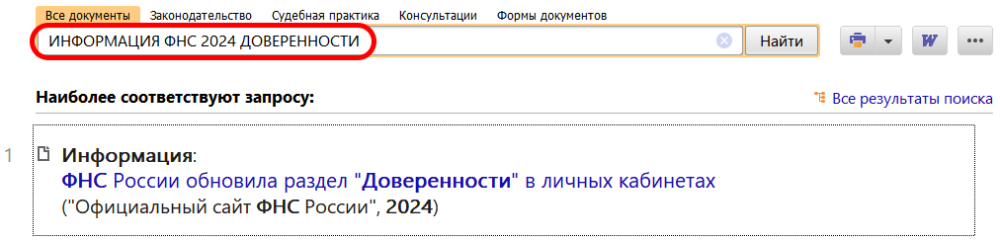 Все документы Законодательство Судебная практика Консультации Формы документов
ИНФОРМАЦИЯ ФНС 2024 ДОВЕРЕННОСТИ Найти W
Наиболее соответствуют запросу: Все результаты поиска
1 Информация:
ФНС России обновила раздел "Доверенности" в личных кабинетах
("Официальный сайт ФНС России", 2024)